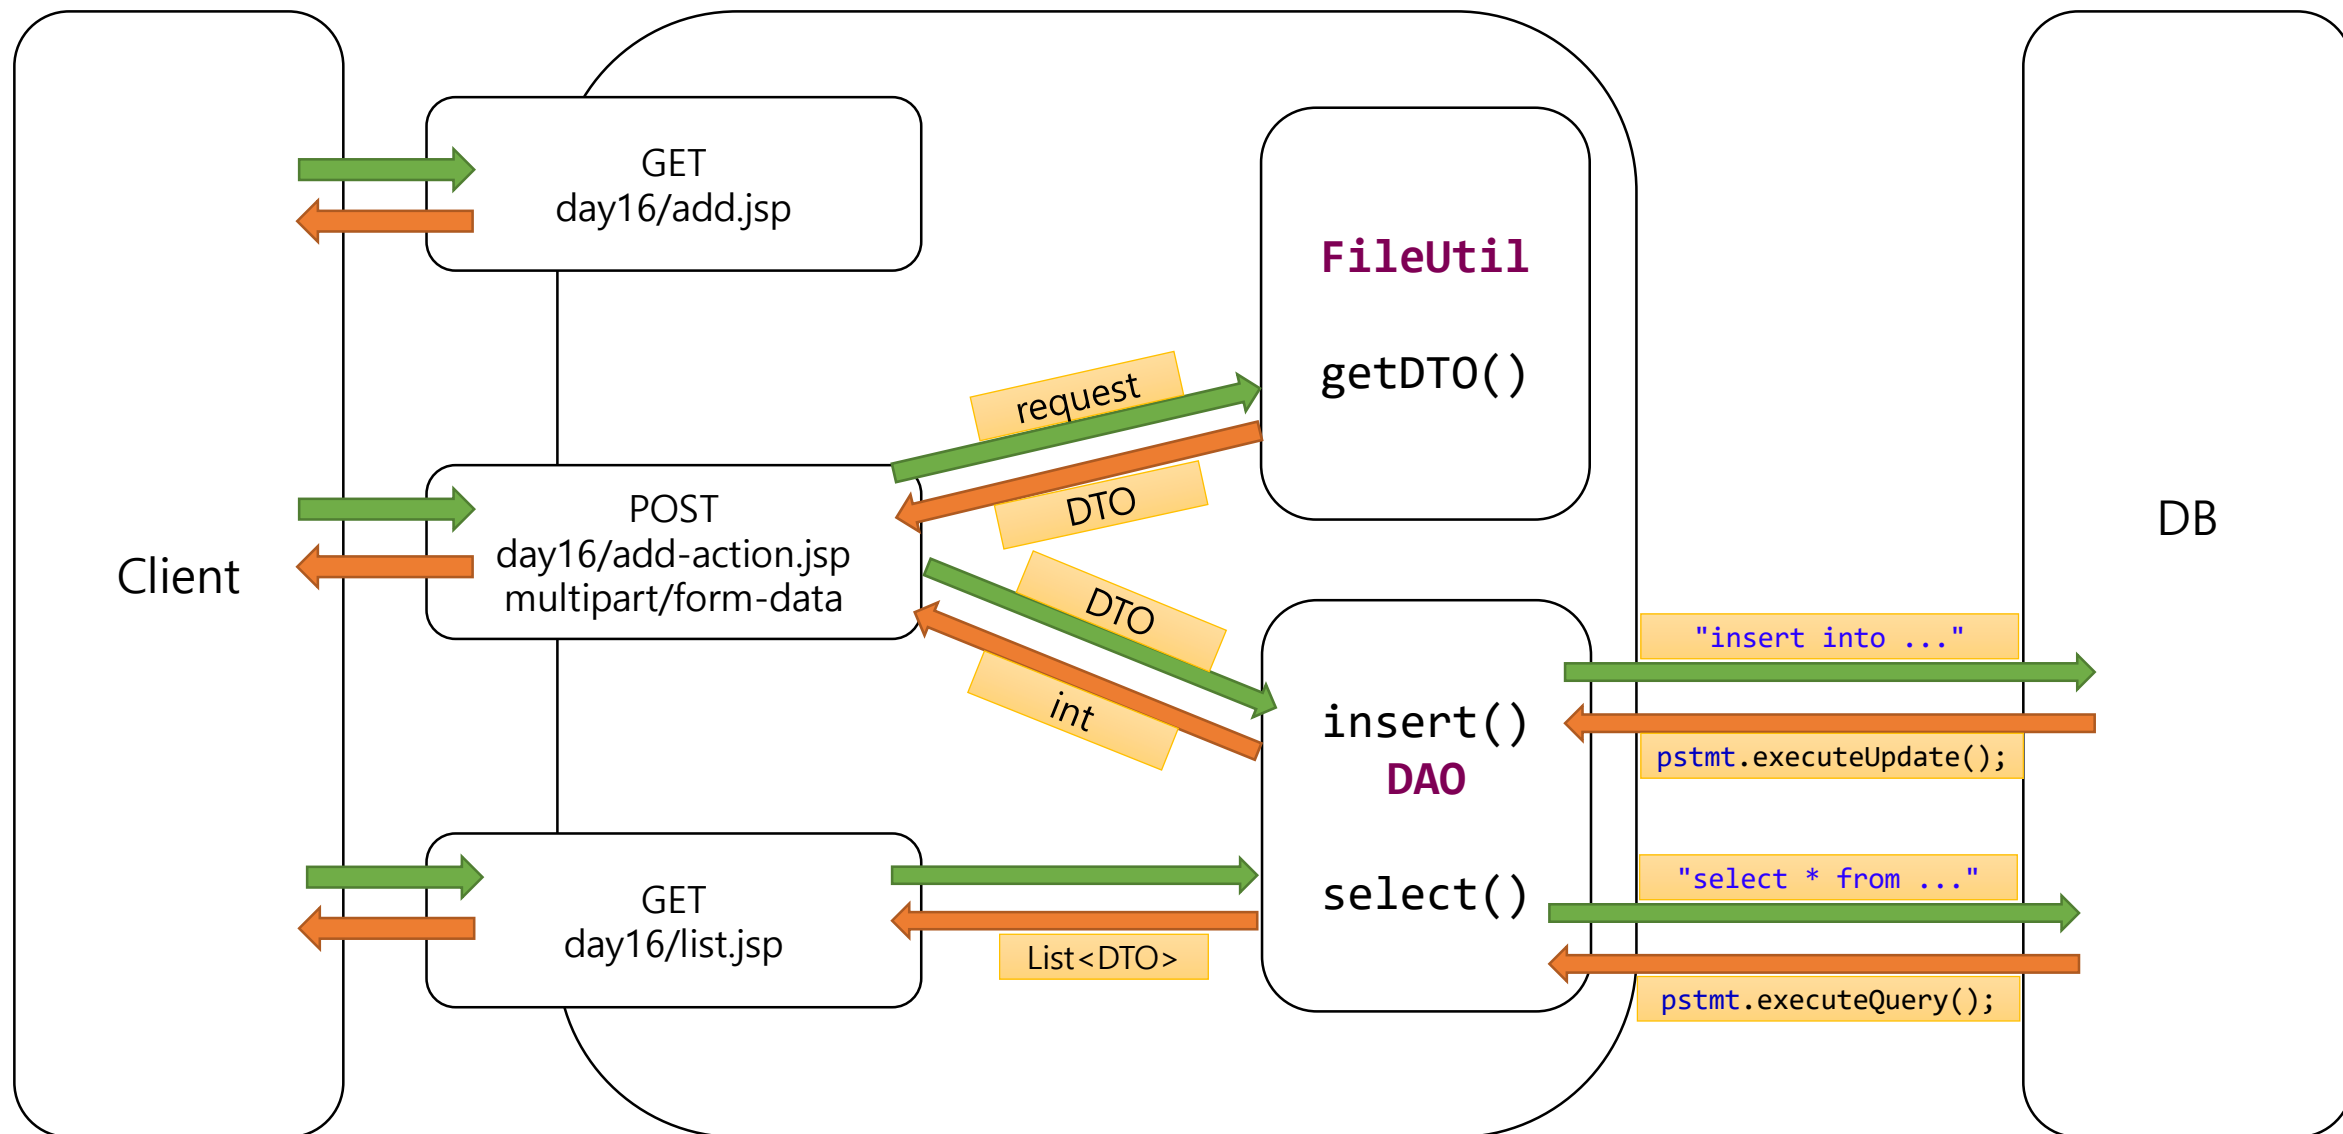 Client
GET
day16/add.jsp
POST
day16/add-action.jsp
multipart/form-data
GET
day16/list.jsp
request
DTO
DTO
int
List<DTO>
FileUtil
getDTO()
insert()
DAO
select()
"insert into ..."
pstmt.executeUpdate();
"select * from ..."
pstmt.executeQuery();
DB